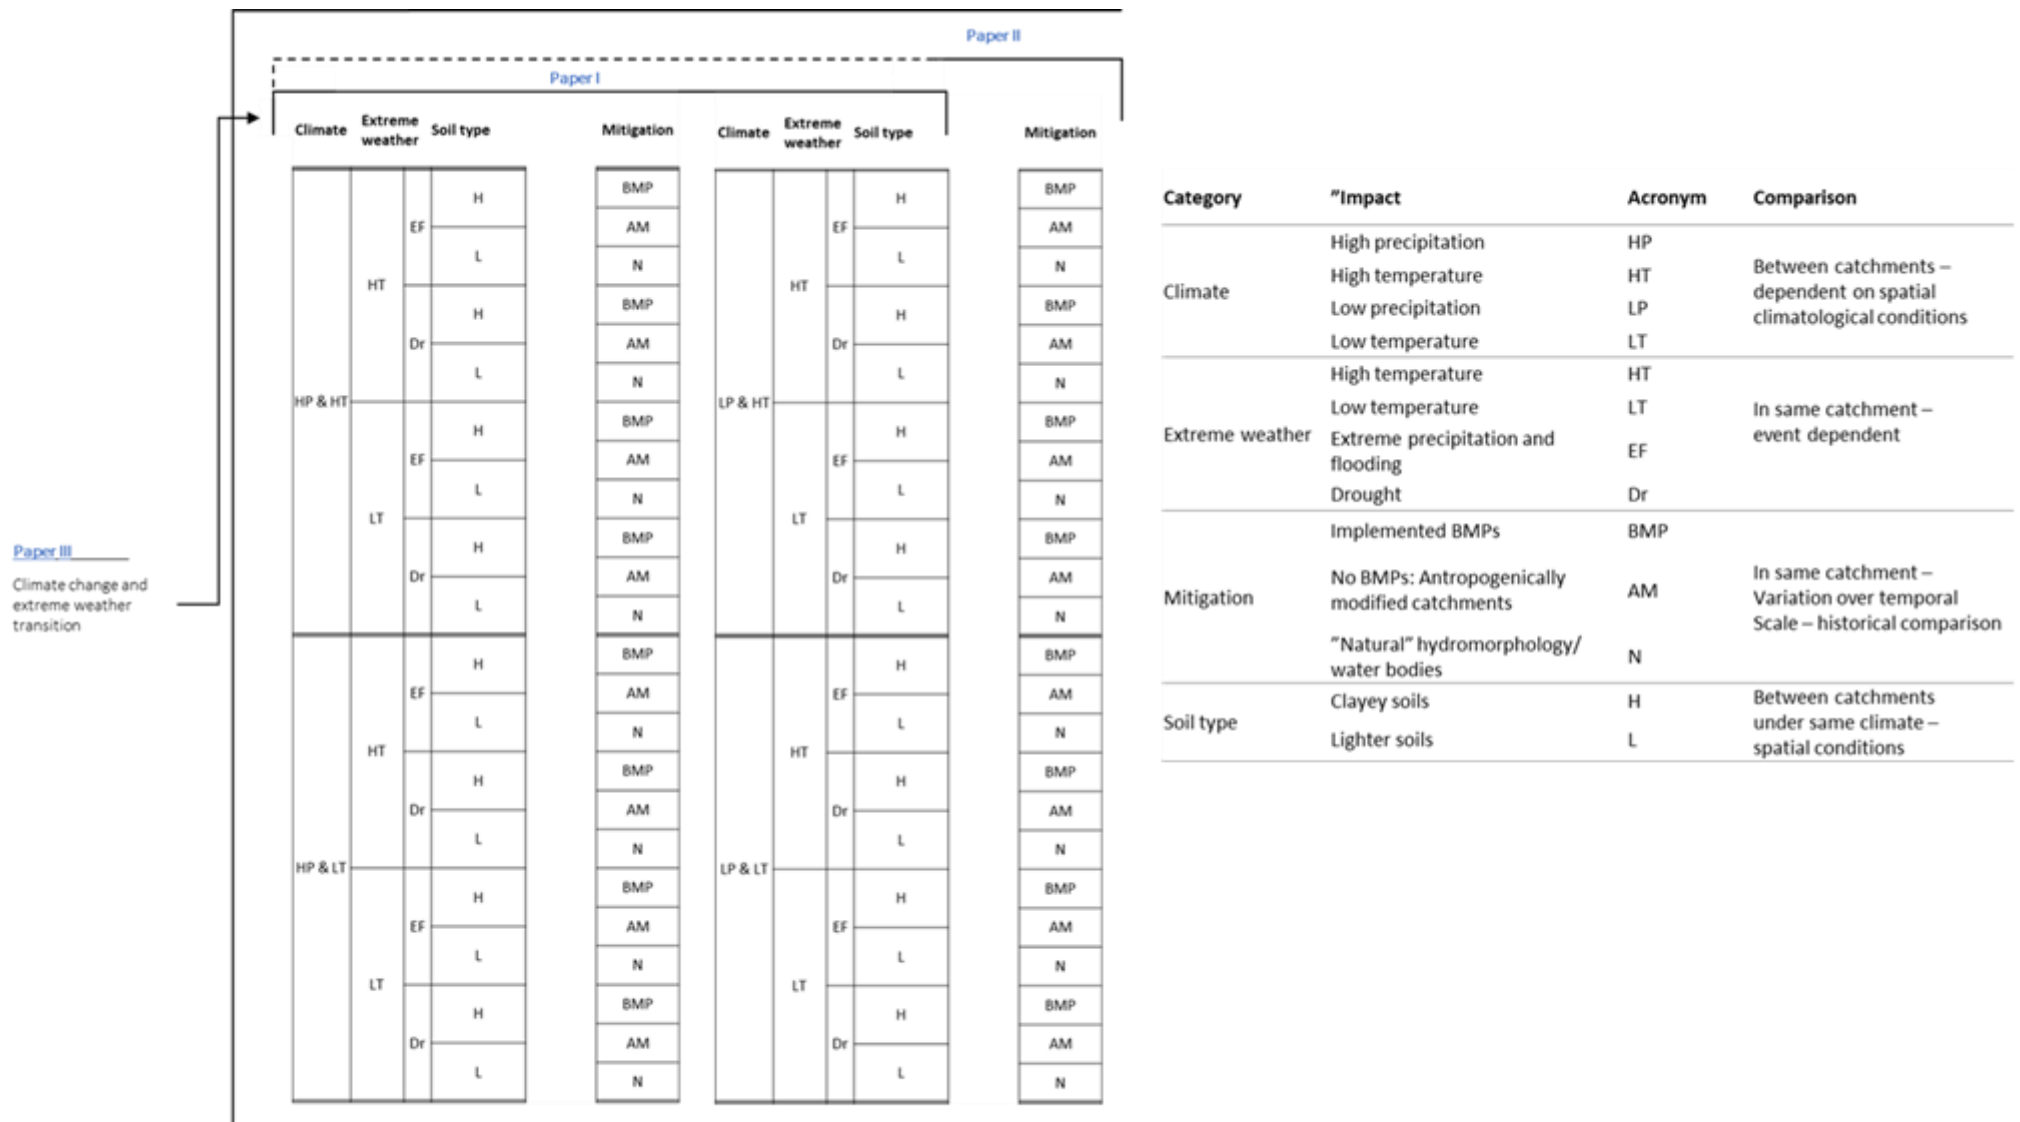 Paper II
Paper I
Climate Extreme weather Soil type Mitigation Climate Extreme weather Soil type Mitigation
HP & HT
HT
EF
H
L
Dr
H
L
LT
EF
H
L
Dr
H
L
HP & LT
HT
EF
H
L
Dr
H
L
LT
EF
H
L
Dr
H
L
BMP
AM
N
BMP
AM
N
BMP
AM
N
BMP
AM
N
BMP
AM
N
BMP
AM
N
BMP
AM
N
BMP
AM
N
LP & HT
HT
EF
H
L
Dr
H
L
LT
EF
H
L
Dr
H
L
LP & LT
HT
EF
H
L
Dr
H
L
LT
EF
H
L
Dr
H
L
BMP
AM
N
BMP
AM
N
BMP
AM
N
BMP
AM
N
BMP
AM
N
BMP
AM
N
BMP
AM
N
BMP
AM
N
Paper III
Climate change and
extreme weather
transition
Category "Impact Acronym Comparison
Climate
High precipitation HP
High temperature HT
Low precipitation LP
Low temperature LT
Between catchments –
dependent on spatial
climatological conditions
Extreme weather
High temperature HT
Low temperature LT
Extreme precipitation and
flooding
EF
Drought Dr
In same catchment –
event dependent
Mitigation
Implemented BMPs BMP
No BMPs: Antropogenically
modified catchments
AM
"Natural" hydromorphology/
water bodies
N
In same catchment –
Variation over temporal
Scale – historical comparison
Soil type
Clayey soils H
Lighter soils L
Between catchments
under same climate –
spatial conditions